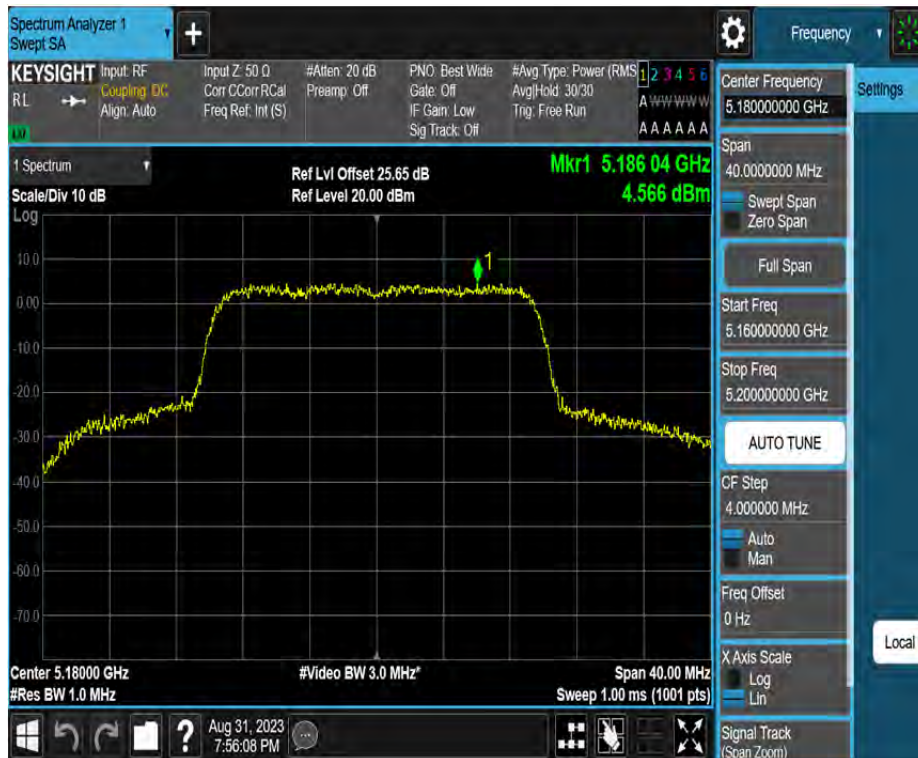 Spectrum Analyzer 1
Swept SA
+
Frequency
KEYSIGHT
RL
LXI
Input: RF
Coupling: DC
Align: Auto
Input Z: 50 Ω
Corr CCorr RCal
Freq Ref: Int (S)
#Atten: 20 dB
Preamp: Off
PNO: Best Wide
Gate: Off
IF Gain: Low
Sig Track: Off
#Avg Type: Power (RMS
Avg|Hold: 30/30
Trig: Free Run
1 2 3 4 5 6
A W W W W W
A A A A A A
Center Frequency
5.180000000 GHz
Settings
1 Spectrum
Scale/Div 10 dB
Ref Lvl Offset 25.65 dB
Ref Level 20.00 dBm
Mkr1 5.186 04 GHz
4.566 dBm
Log
10.0
0.00
-10.0
-20.0
-30.0
-40.0
-50.0
-60.0
-70.0
1
Center 5.18000 GHz
#Res BW 1.0 MHz
#Video BW 3.0 MHz*
Span 40.00 MHz
Sweep 1.00 ms (1001 pts)
Span
40.0000000 MHz
Swept Span
Zero Span
Full Span
Start Freq
5.160000000 GHz
Stop Freq
5.200000000 GHz
AUTO TUNE
CF Step
4.000000 MHz
Auto
Man
Freq Offset
0 Hz
X Axis Scale
Log
Lin
Local
Signal Track
(Span Zoom)
?
Aug 31, 2023
7:56:08 PM